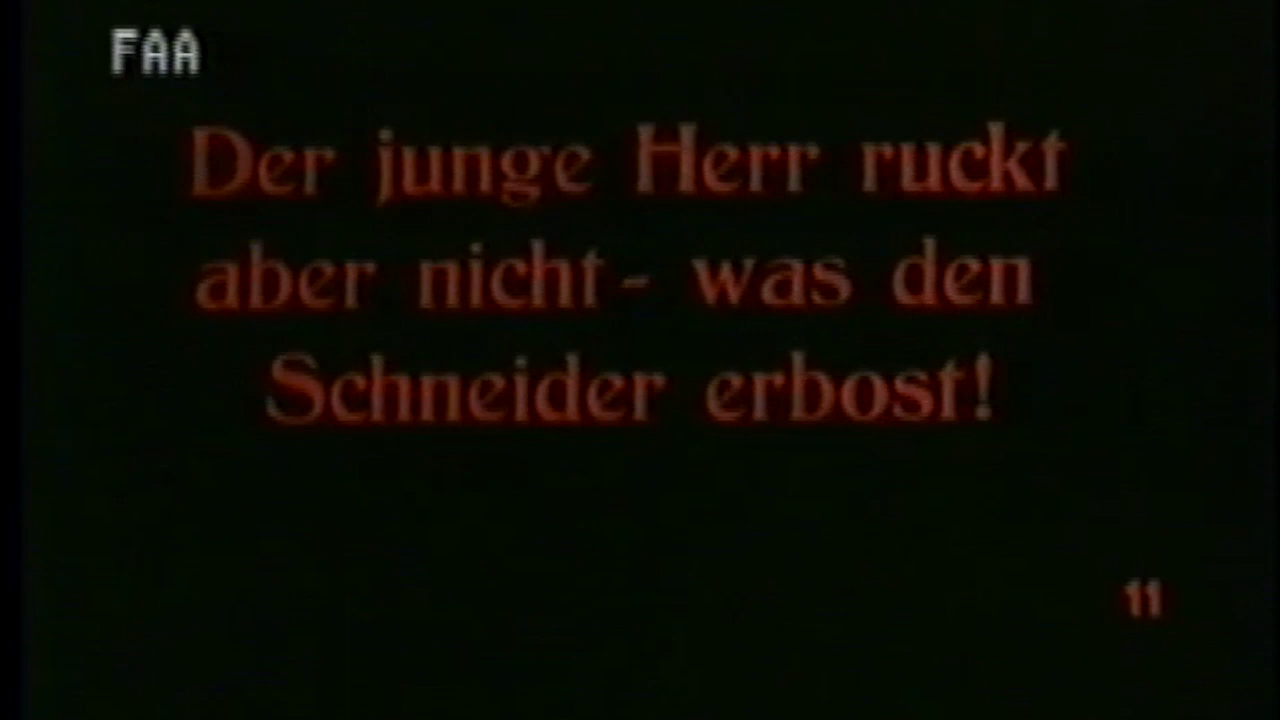 FAA
Der junge Herr ruckt
aber nicht - was den
Schneider erbost!
11